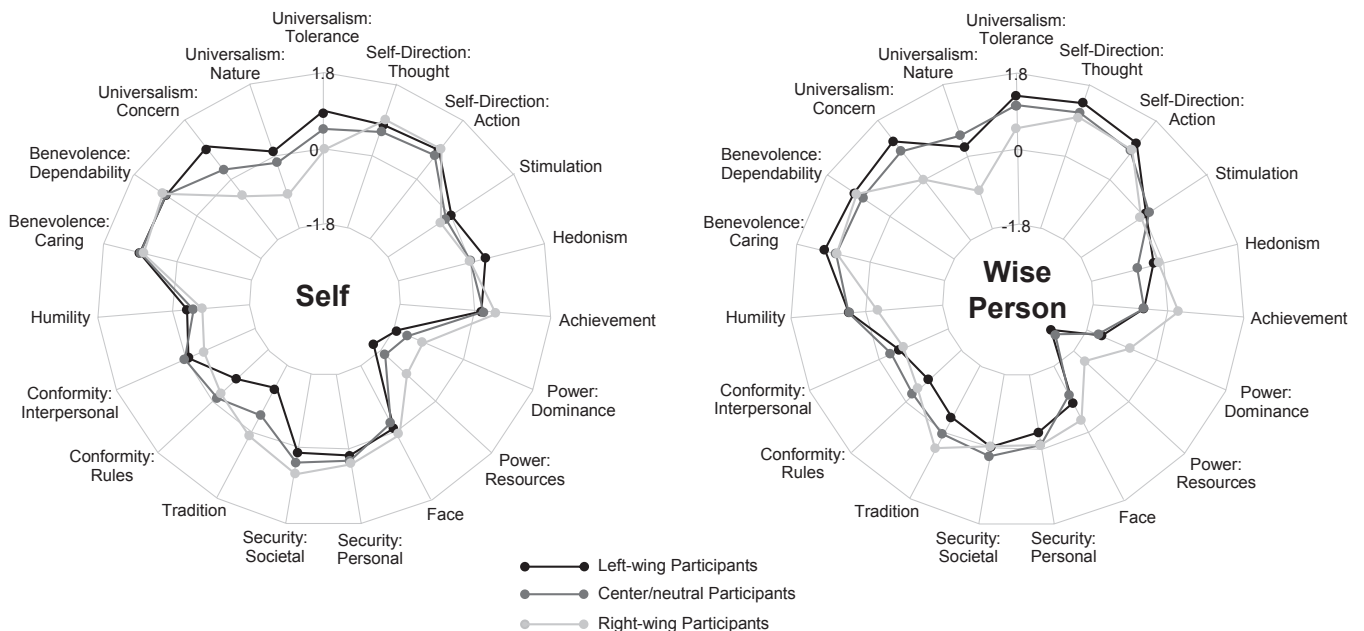 Universalism:
Tolerance
Self-Direction:
Thought
Self-Direction:
Action
Stimulation
Hedonism
Achievement
Power:
Dominance
Power:
Resources
Face
Security:
Personal
Security:
Societal
Tradition
Conformity:
Rules
Conformity:
Interpersonal
Humility
Benevolence:
Caring
Benevolence:
Dependability
Universalism:
Concern
Universalism:
Nature
1.8
0
-1.8
Self
Universalism:
Tolerance
Self-Direction:
Thought
Self-Direction:
Action
Stimulation
Hedonism
Achievement
Power:
Dominance
Power:
Resources
Face
Security:
Personal
Security:
Societal
Tradition
Conformity:
Rules
Conformity:
Interpersonal
Humility
Benevolence:
Caring
Benevolence:
Dependability
Universalism:
Concern
Universalism:
Nature
1.8
0
-1.8
Wise
Person
Left-wing Participants
Center/neutral Participants
Right-wing Participants